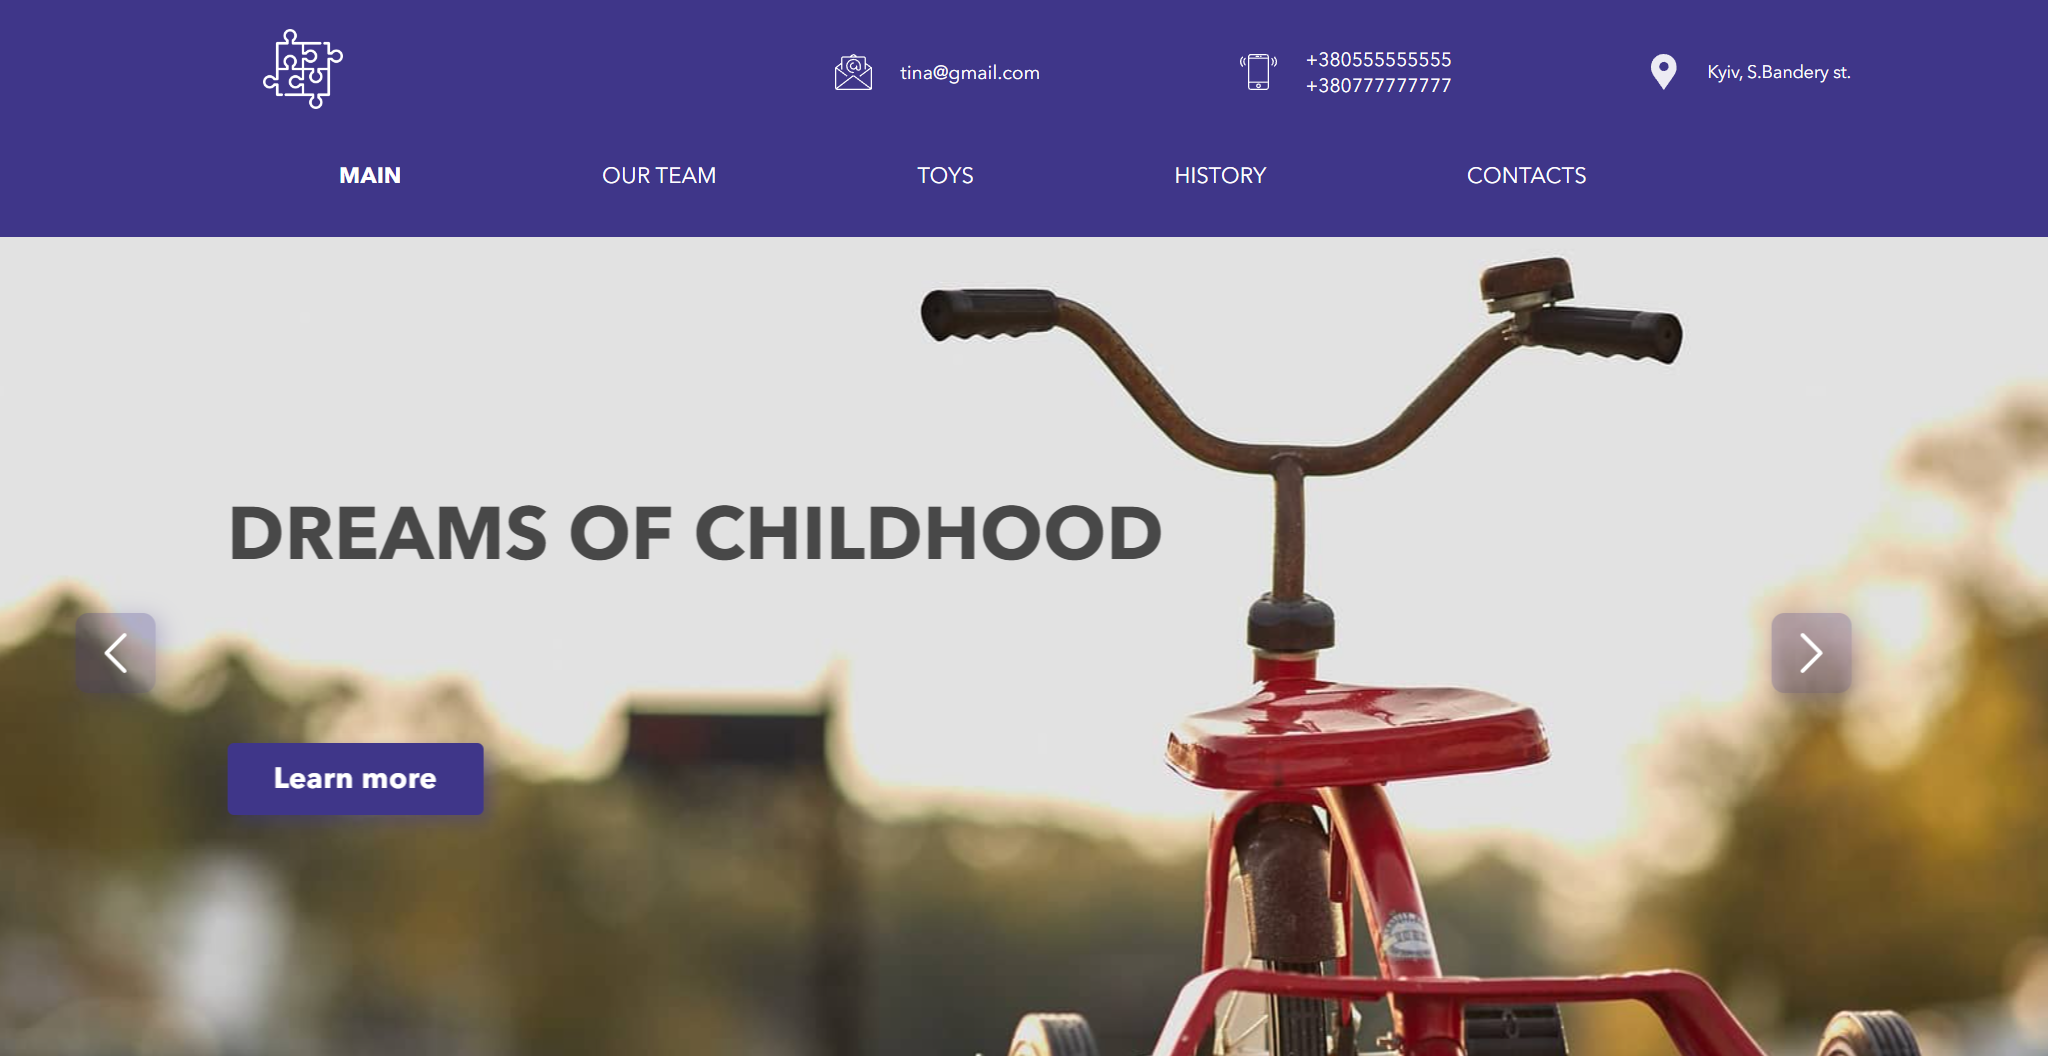 tina@gmail.com
+380555555555
+380777777777
Kyiv, S.Bandery st.
MAIN
OUR TEAM
TOYS
HISTORY
CONTACTS
DREAMS OF CHILDHOOD
Learn more